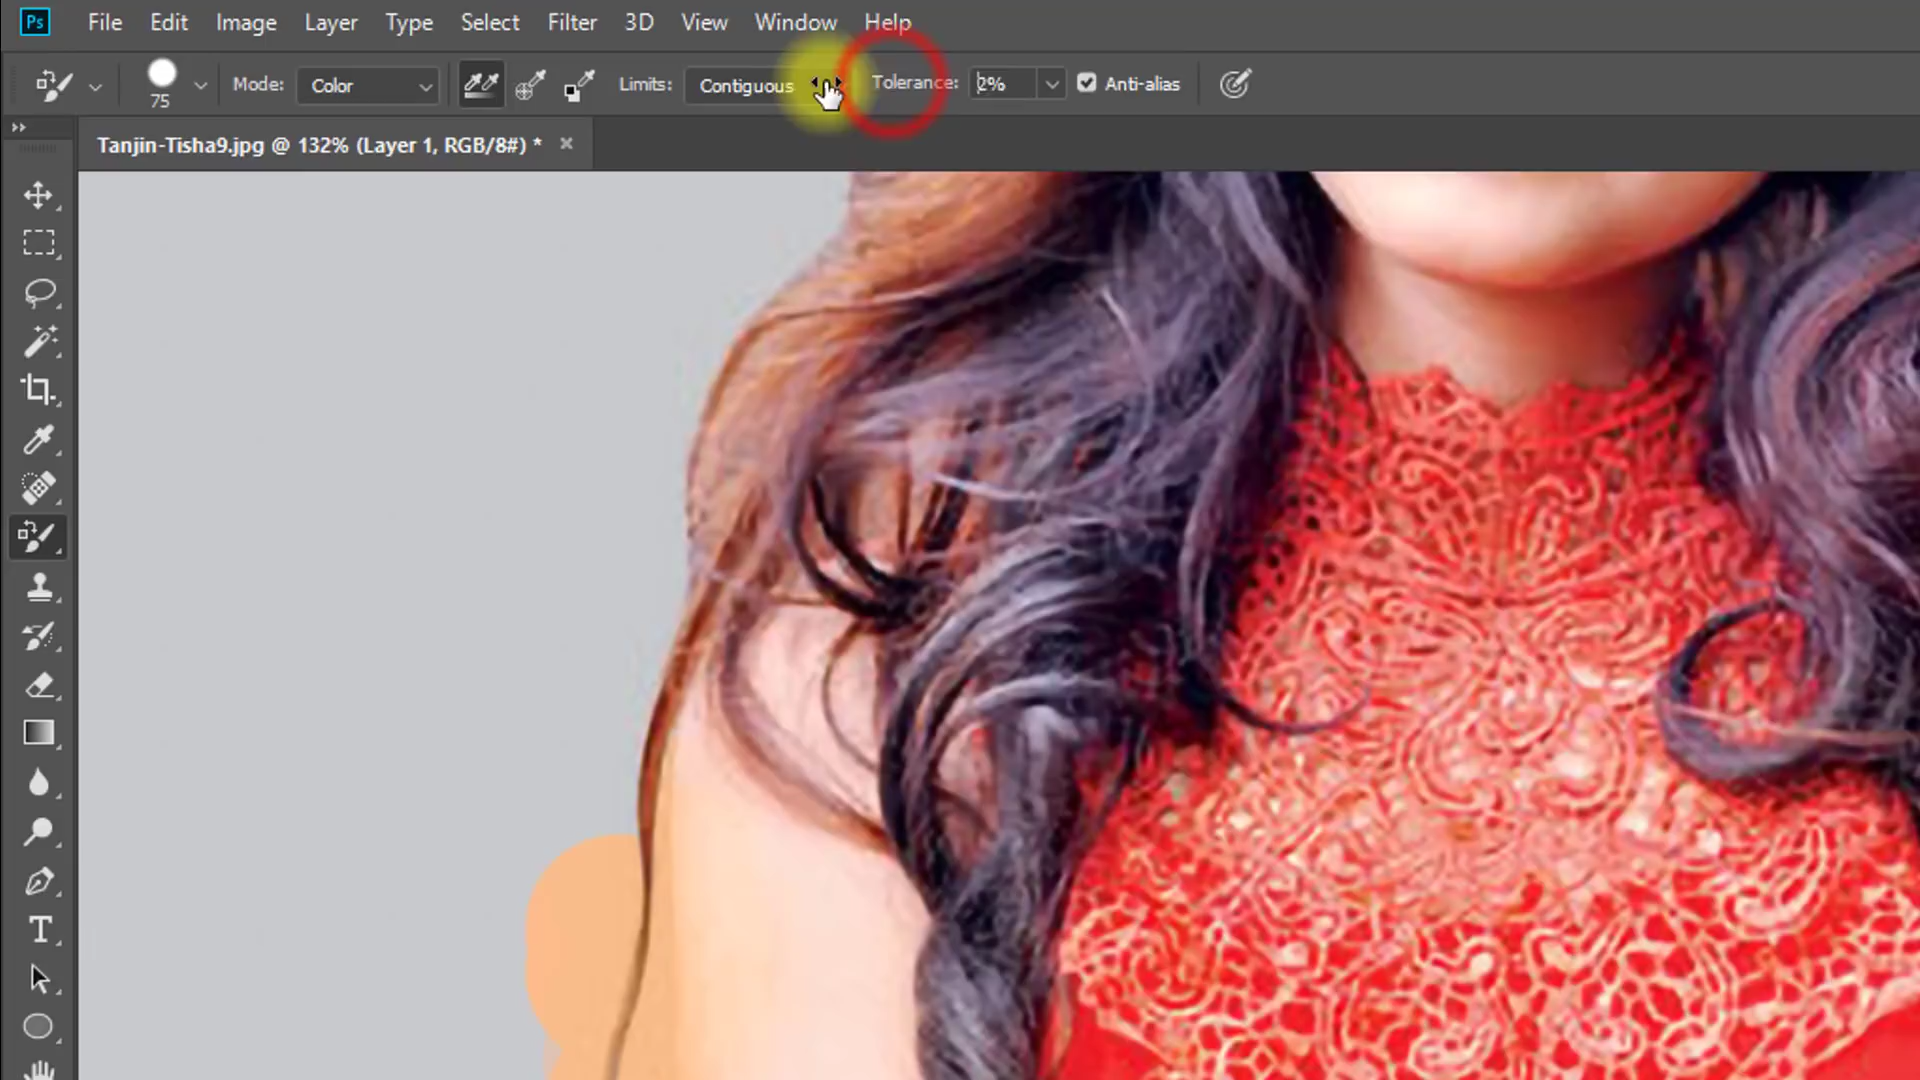 Ps File Edit Image Layer Type Select Filter 3D View Window Help
75 Mode: Color Limits: Contiguous Tolerance: 2% Anti-alias
Tanjin-Tisha9.jpg @ 132% (Layer 1, RGB/8#) *
T